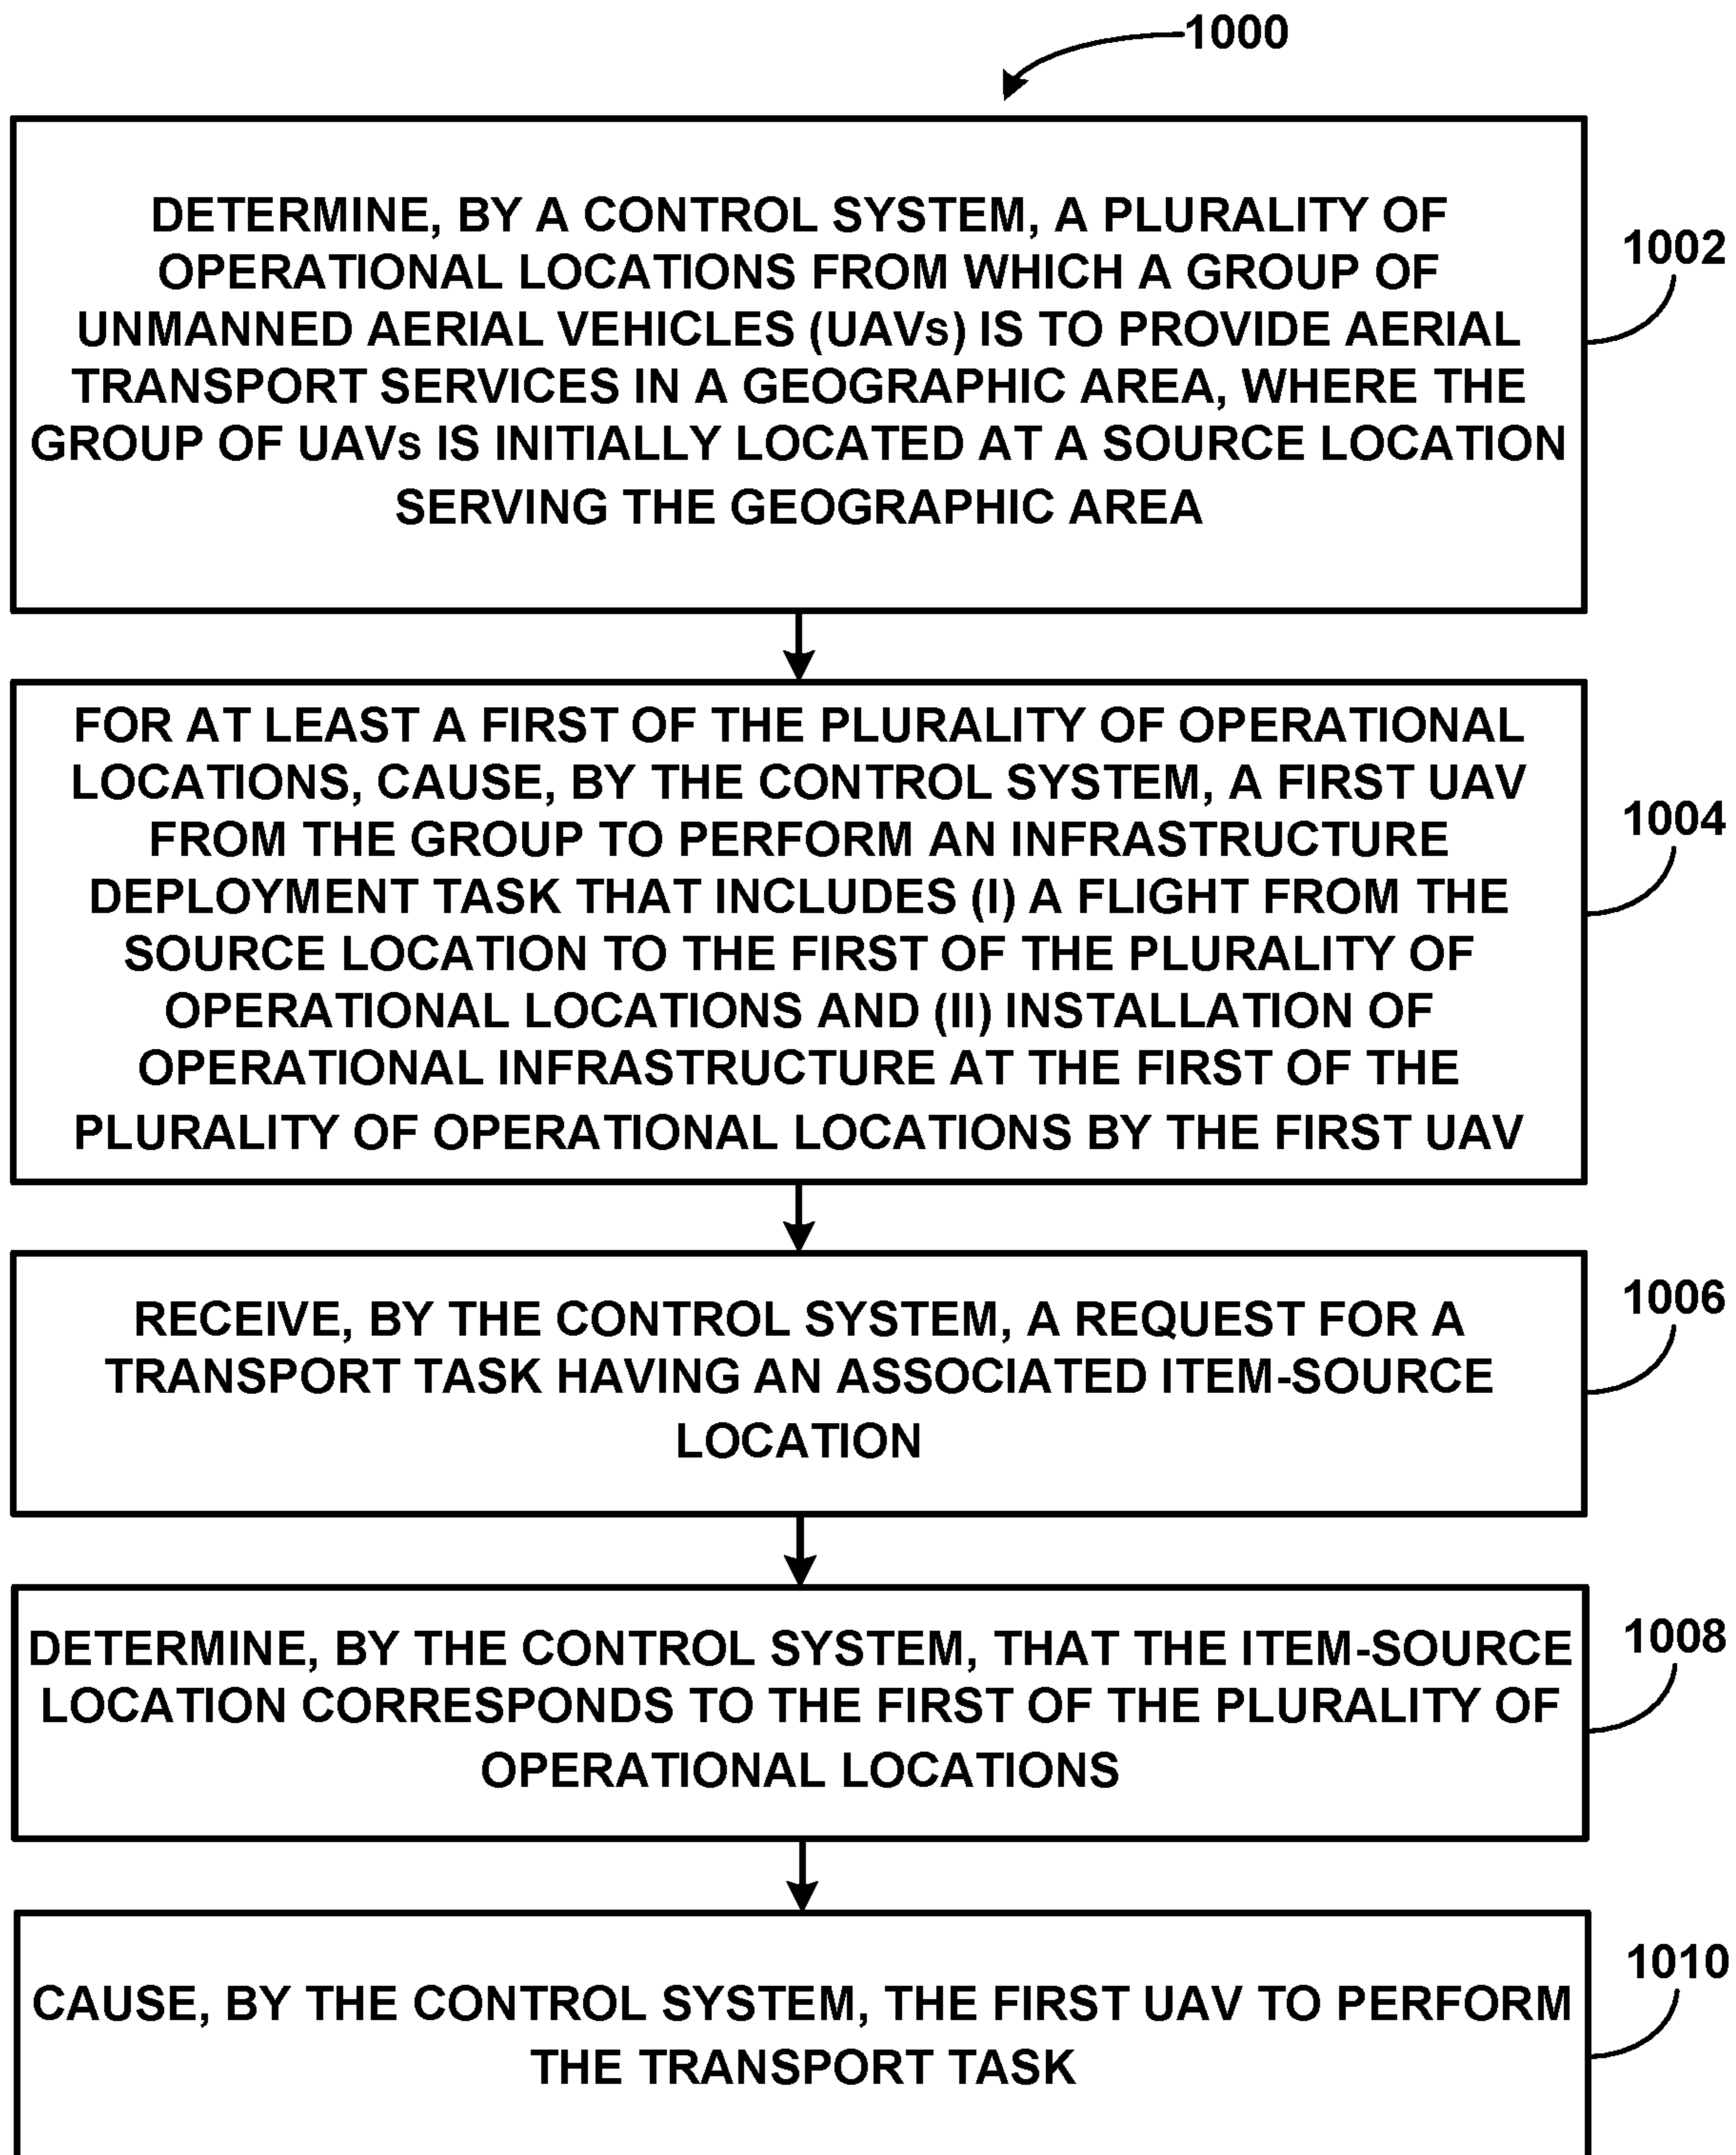 1000
DETERMINE, BY A CONTROL SYSTEM, A PLURALITY OF
OPERATIONAL LOCATIONS FROM WHICH A GROUP OF
UNMANNED AERIAL VEHICLES (UAVs) IS TO PROVIDE AERIAL
TRANSPORT SERVICES IN A GEOGRAPHIC AREA, WHERE THE
GROUP OF UAVs IS INITIALLY LOCATED AT A SOURCE LOCATION
SERVING THE GEOGRAPHIC AREA
1002
FOR AT LEAST A FIRST OF THE PLURALITY OF OPERATIONAL
LOCATIONS, CAUSE, BY THE CONTROL SYSTEM, A FIRST UAV
FROM THE GROUP TO PERFORM AN INFRASTRUCTURE
DEPLOYMENT TASK THAT INCLUDES (I) A FLIGHT FROM THE
SOURCE LOCATION TO THE FIRST OF THE PLURALITY OF
OPERATIONAL LOCATIONS AND (II) INSTALLATION OF
OPERATIONAL INFRASTRUCTURE AT THE FIRST OF THE
PLURALITY OF OPERATIONAL LOCATIONS BY THE FIRST UAV
1004
RECEIVE, BY THE CONTROL SYSTEM, A REQUEST FOR A
TRANSPORT TASK HAVING AN ASSOCIATED ITEM-SOURCE
LOCATION
1006
DETERMINE, BY THE CONTROL SYSTEM, THAT THE ITEM-SOURCE
LOCATION CORRESPONDS TO THE FIRST OF THE PLURALITY OF
OPERATIONAL LOCATIONS
1008
CAUSE, BY THE CONTROL SYSTEM, THE FIRST UAV TO PERFORM
THE TRANSPORT TASK
1010